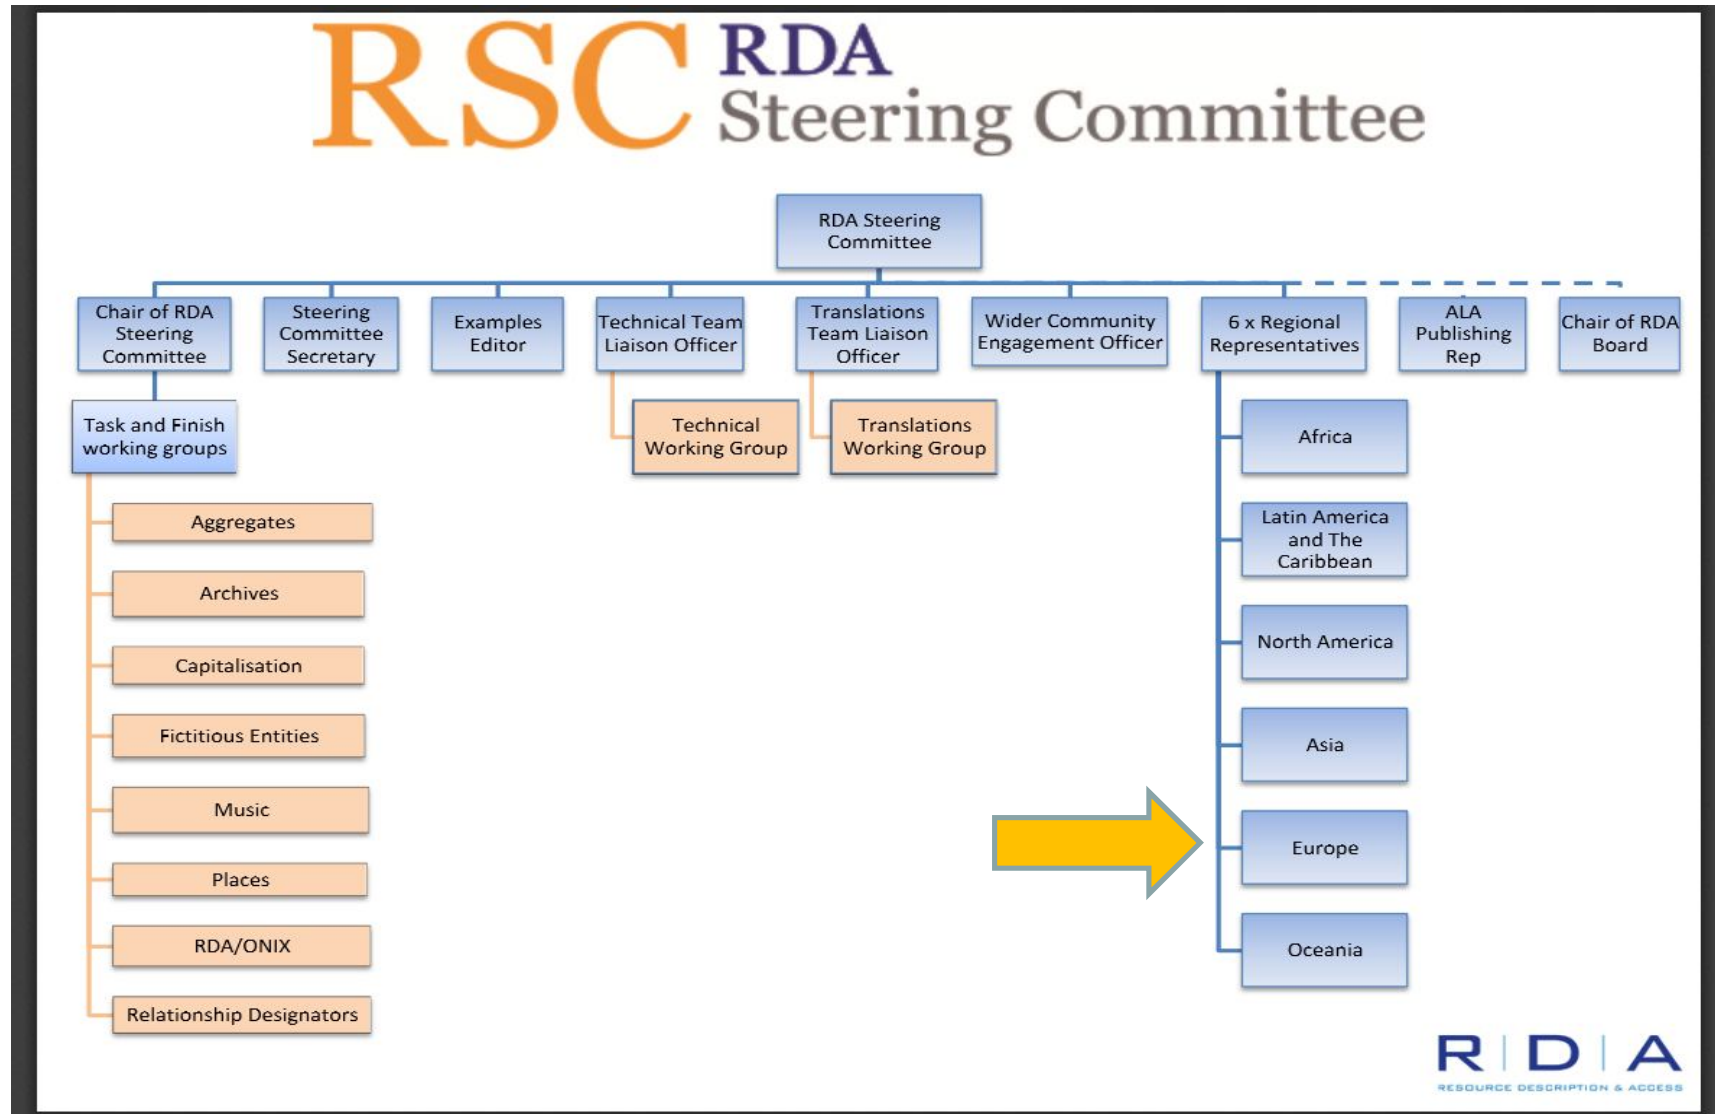 RSC RDA
Steering Committee
RDA Steering
Committee
Chair of RDA
Steering
Committee
Steering
Committee
Secretary
Examples
Editor
Technical Team
Liaison Officer
Translations
Team Liaison
Officer
Wider Community
Engagement Officer
6 x Regional
Representatives
ALA
Publishing
Rep
Chair of RDA
Board
Task and Finish
working groups
Technical
Working Group
Translations
Working Group
Africa
Aggregates
Latin America
and The
Caribbean
Archives
North America
Capitalisation
Fictitious Entities
Asia
Music
Europe
Places
RDA/ONIX
Oceania
Relationship Designators
R|D|A
RESOURCE DESCRIPTION & ACCESS